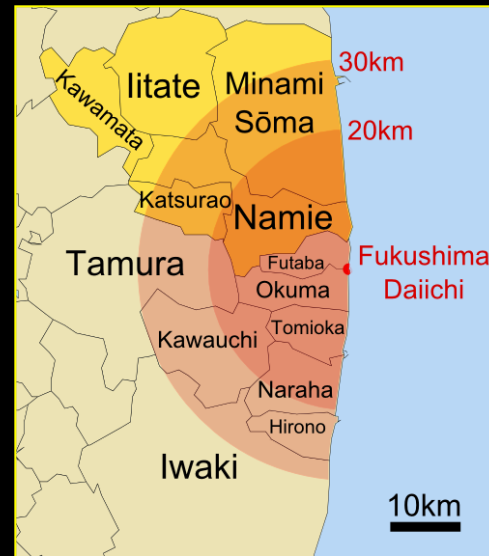 Kawamata
Iitate
Minami
Sōma
30km
20km
Katsurao
Namie
Tamura
Futaba
Fukushima
Daiichi
Okuma
Kawauchi
Tomioka
Naraha
Hirono
Iwaki
10km